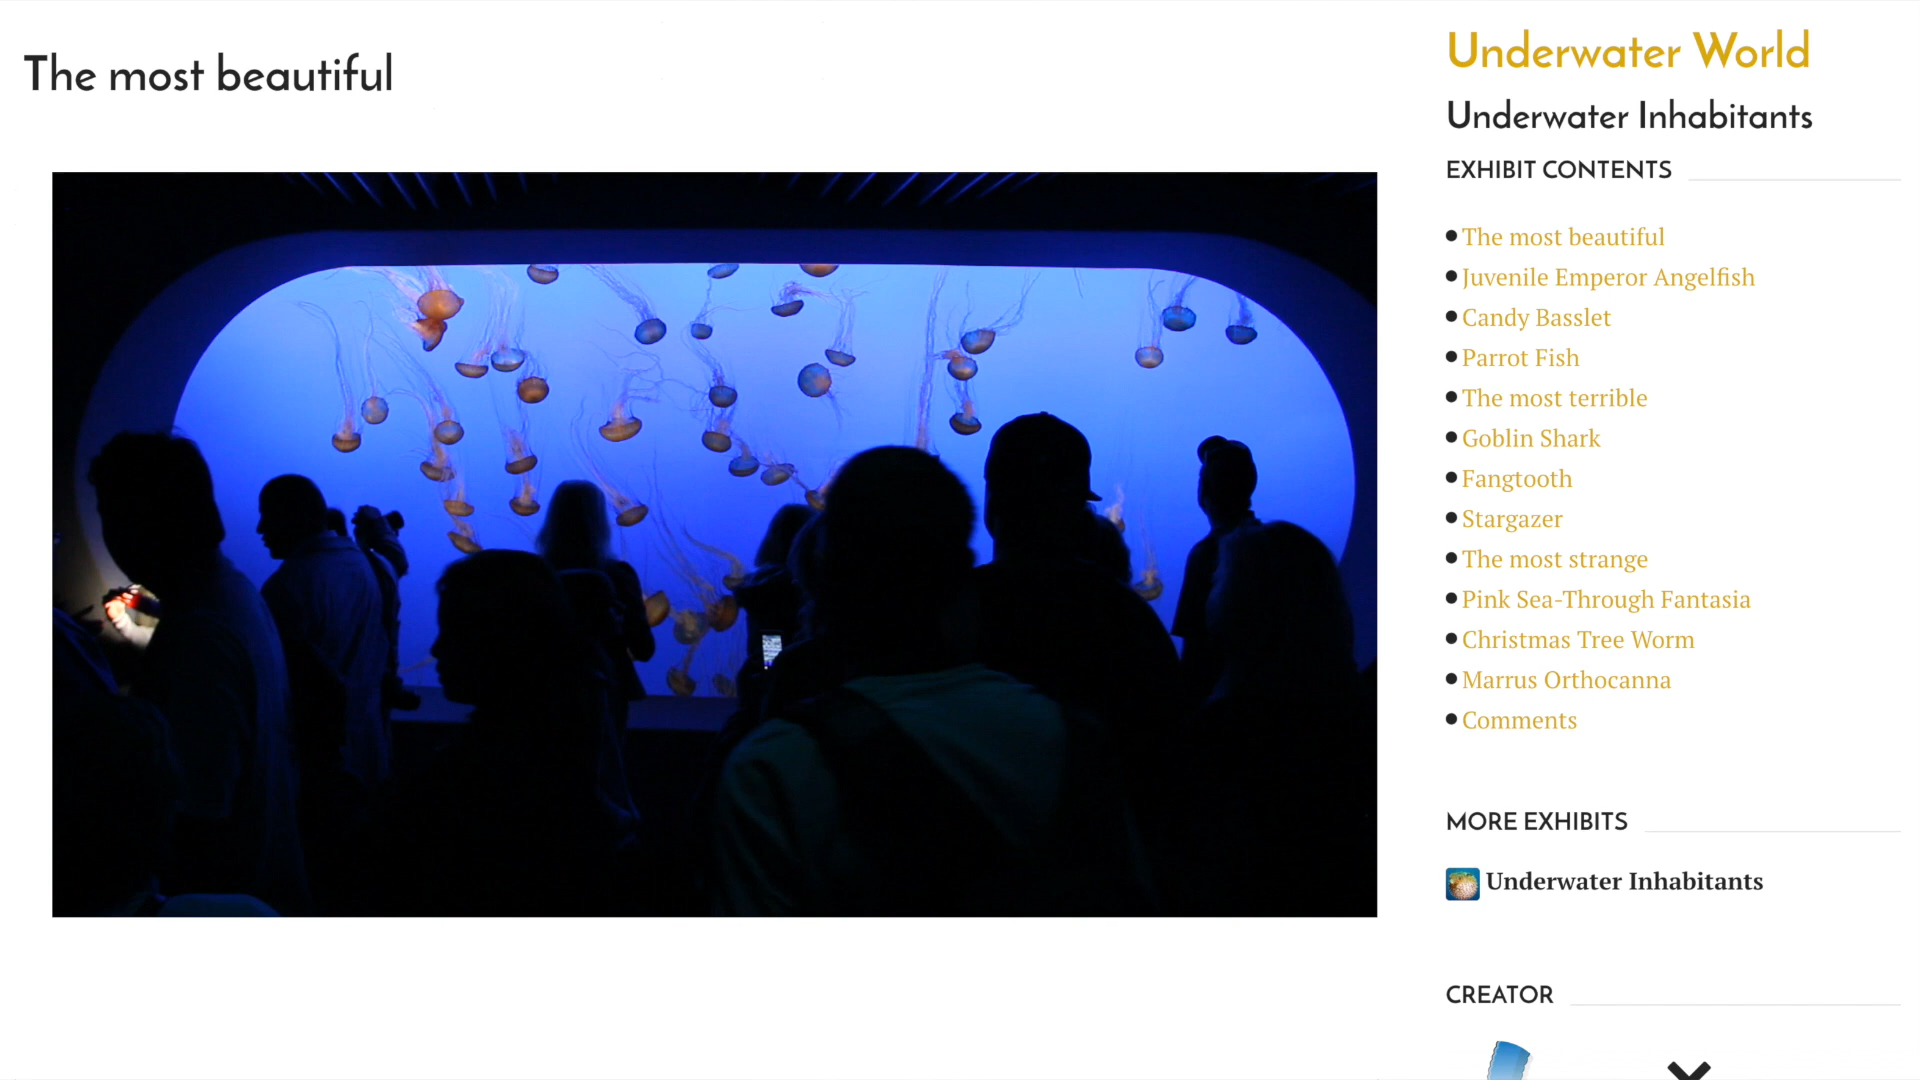 The most beautiful
Underwater World
Underwater Inhabitants
EXHIBIT CONTENTS
The most beautiful
Juvenile Emperor Angelfish
Candy Basslet
Parrot Fish
The most terrible
Goblin Shark
Fangtooth
Stargazer
The most strange
Pink Sea-Through Fantasia
Christmas Tree Worm
Marrus Orthocanna
Comments
MORE EXHIBITS
Underwater Inhabitants
CREATOR